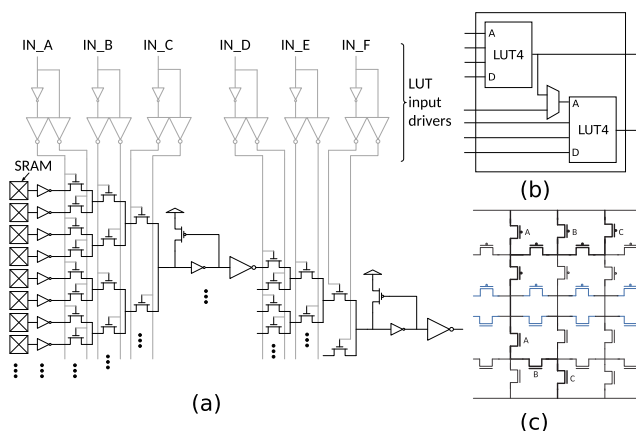 IN_A IN_B IN_C IN_D IN_E IN_F
LUT
input
drivers
SRAM
(a)
A
LUT4
D
A
LUT4
D
(b)
A B C
A
B C
(c)